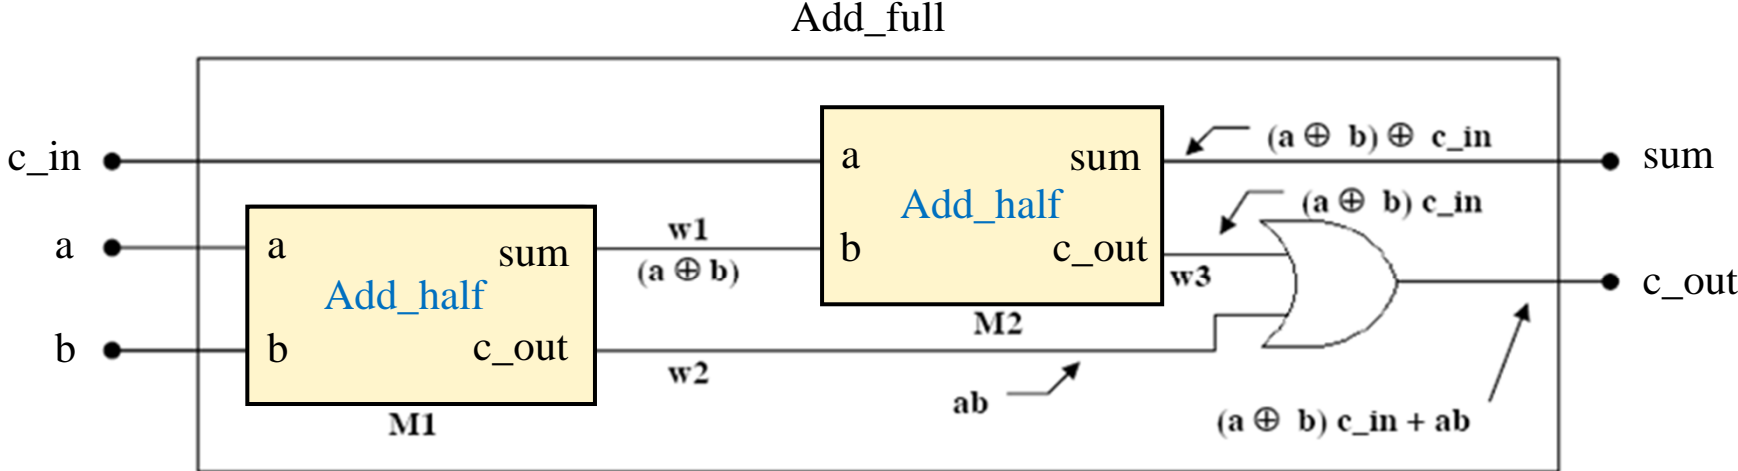 Add_full
c_in
a
b
a
b
Add_half
sum
c_out
M1
w1
(a ⊕ b)
w2
a
b
Add_half
sum
c_out
M2
(a ⊕ b) ⊕ c_in
(a ⊕ b) c_in
w3
ab
(a ⊕ b) c_in + ab
sum
c_out